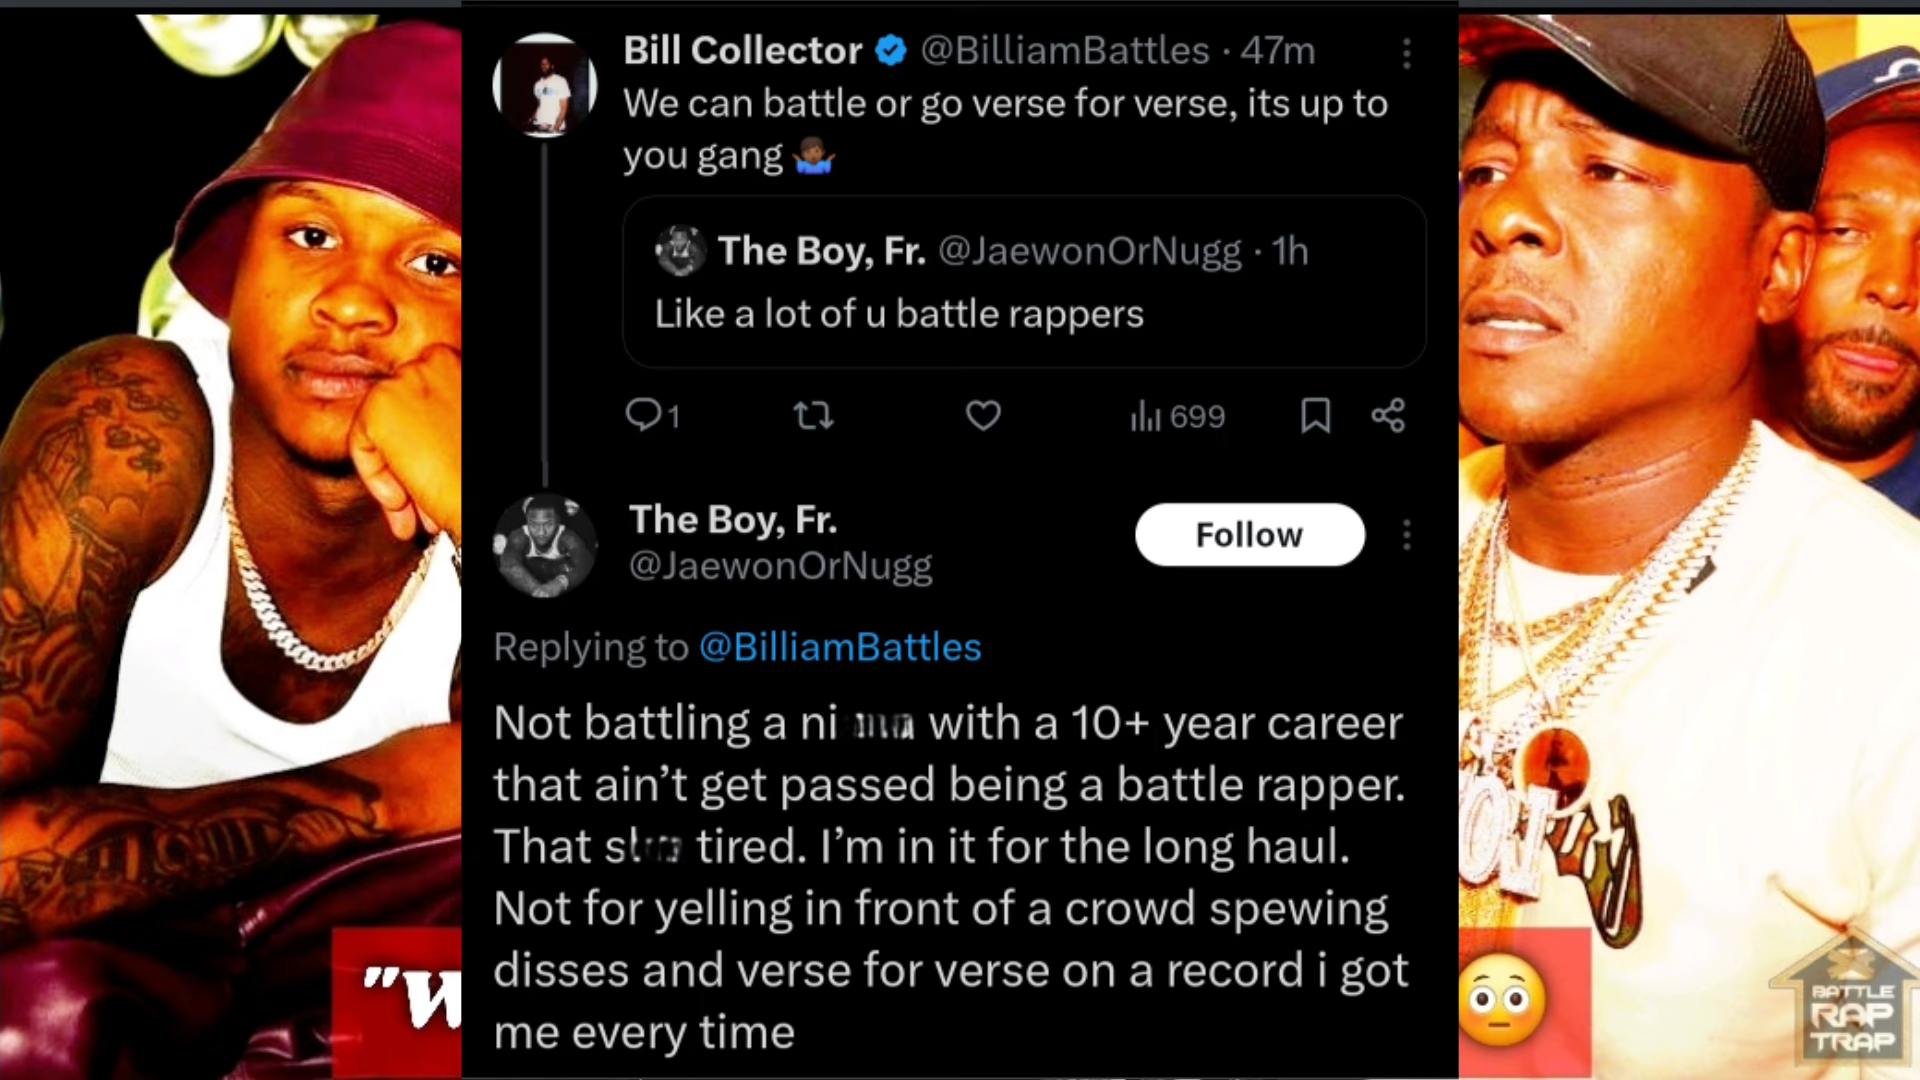 Bill Collector @BilliamBattles · 47m
We can battle or go verse for verse, its up to
you gang 🤷🏾‍♂️
The Boy, Fr. @JaewonOrNugg · 1h
Like a lot of u battle rappers
1
699
The Boy, Fr.
Follow
@JaewonOrNugg
Replying to @BilliamBattles
Not battling a ni with a 10+ year career
that ain’t get passed being a battle rapper.
That s tired. I’m in it for the long haul.
Not for yelling in front of a crowd spewing
disses and verse for verse on a record i got
me every time
"W
BATTLE
RAP
TRAP